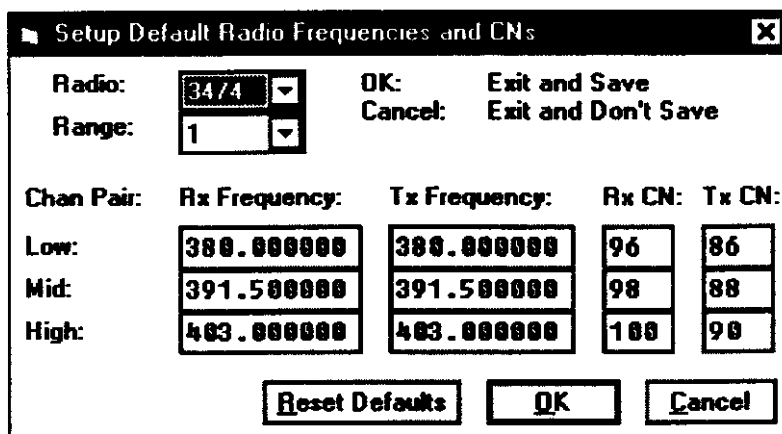 Setup Default Radio Frequencies and CNs
Radio: 3474 OK: Exit and Save
Range: 1 Cancel: Exit and Don't Save
Chan Pair: Rx Frequency: Tx Frequency: Rx CN: Tx CN:
Low: 380.000000 380.000000 96 86
Mid: 391.500000 391.500000 98 88
High: 403.000000 403.000000 100 90
Reset Defaults OK Cancel